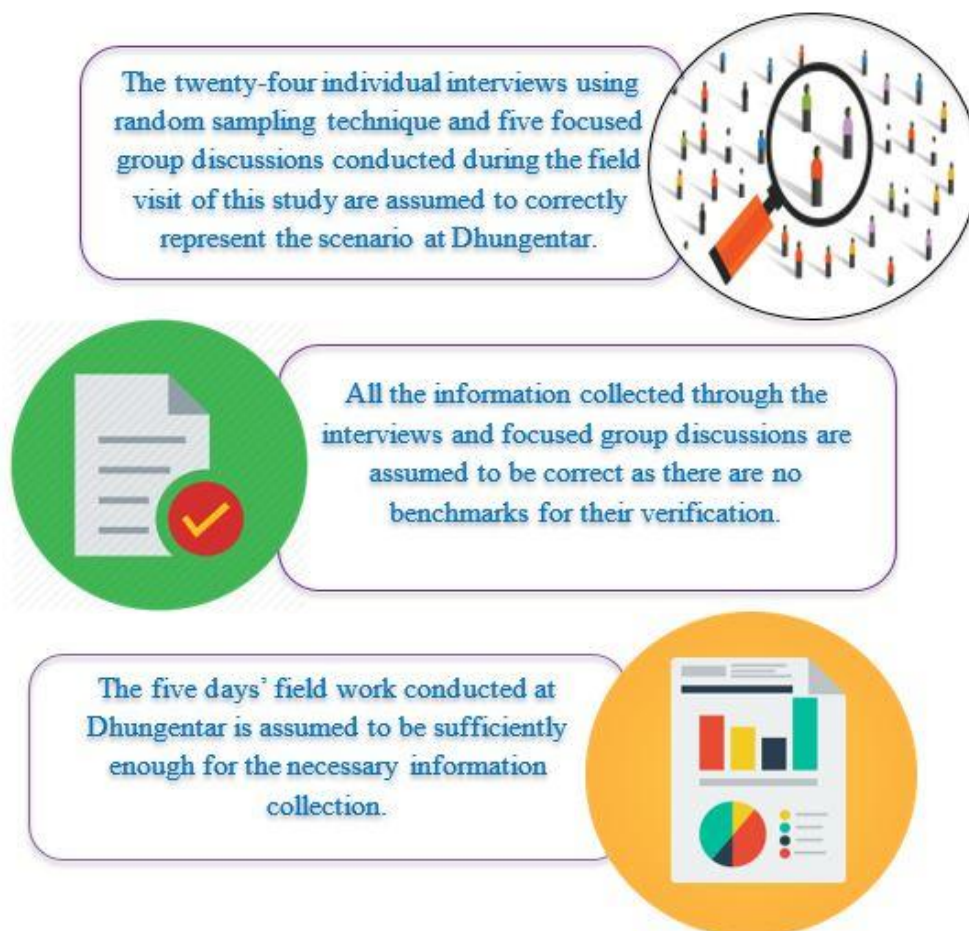 The twenty-four individual interviews using
random sampling technique and five focused
group discussions conducted during the field
visit of this study are assumed to correctly
represent the scenario at Dhungentar.
All the information collected through the
interviews and focused group discussions are
assumed to be correct as there are no
benchmarks for their verification.
The five days’ field work conducted at
Dhungentar is assumed to be sufficiently
enough for the necessary information
collection.